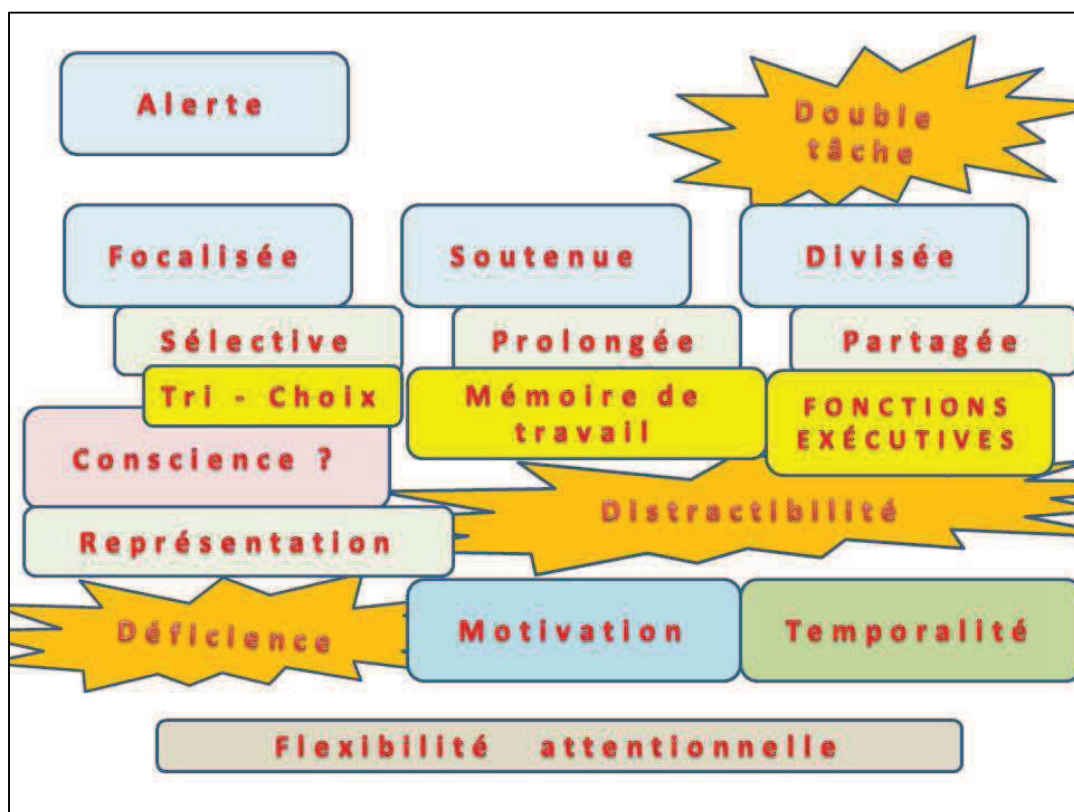 Alerte
Double
tâche
Focalisée
Soutenue
Divisée
Sélective
Prolongée
Partagée
Tri - Choix
Mémoire de
travail
FONCTIONS
EXÉCUTIVES
Conscience ?
Distractibilité
Représentation
Déficience
Motivation
Temporalité
Flexibilité attentionnelle